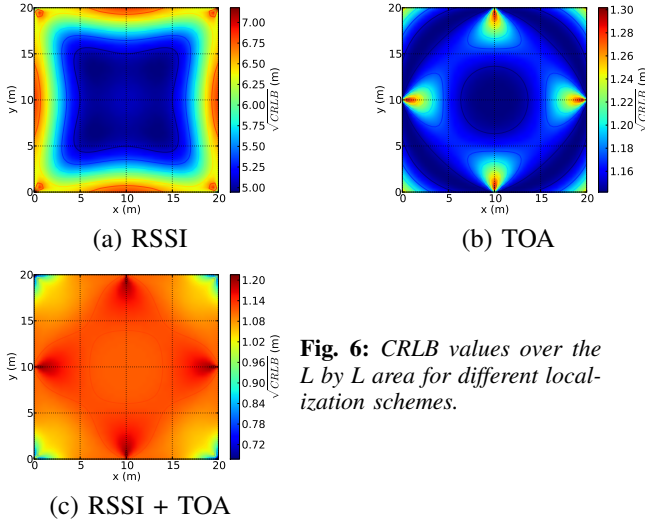 20
15
10
5
0
0 5 10 15 20
x (m)
y (m)
7.00
6.75
6.50
6.25
6.00
5.75
5.50
5.25
5.00
√CRLB (m)
(a) RSSI
20
15
10
5
0
0 5 10 15 20
x (m)
y (m)
1.30
1.28
1.26
1.24
1.22
1.20
1.18
1.16
√CRLB (m)
(b) TOA
20
15
10
5
0
0 5 10 15 20
x (m)
y (m)
1.20
1.14
1.08
1.02
0.96
0.90
0.84
0.78
0.72
√CRLB (m)
(c) RSSI + TOA
Fig. 6: CRLB values over the
L by L area for different local-
ization schemes.